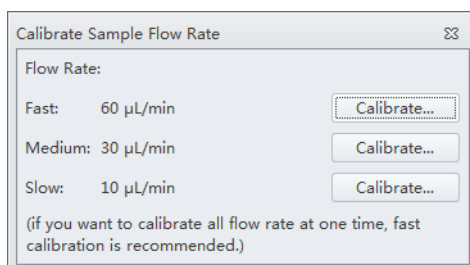 Calibrate Sample Flow Rate
Flow Rate:
Fast: 60 µL/min Calibrate...
Medium: 30 µL/min Calibrate...
Slow: 10 µL/min Calibrate...
(if you want to calibrate all flow rate at one time, fast
calibration is recommended.)